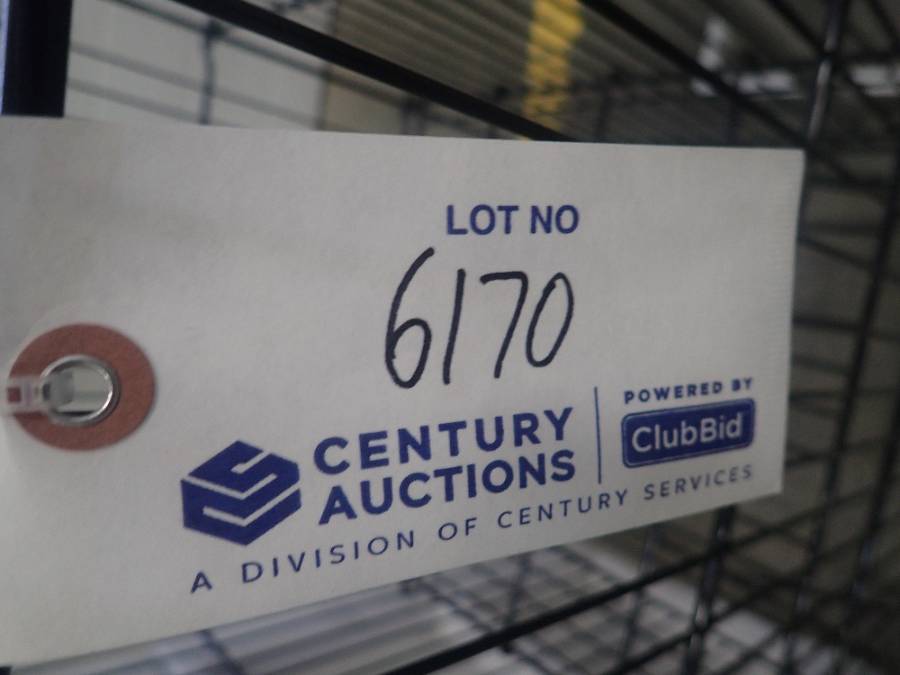 LOT NO
6170
CENTURY
AUCTIONS
POWERED BY
ClubBid
A DIVISION OF CENTURY SERVICES